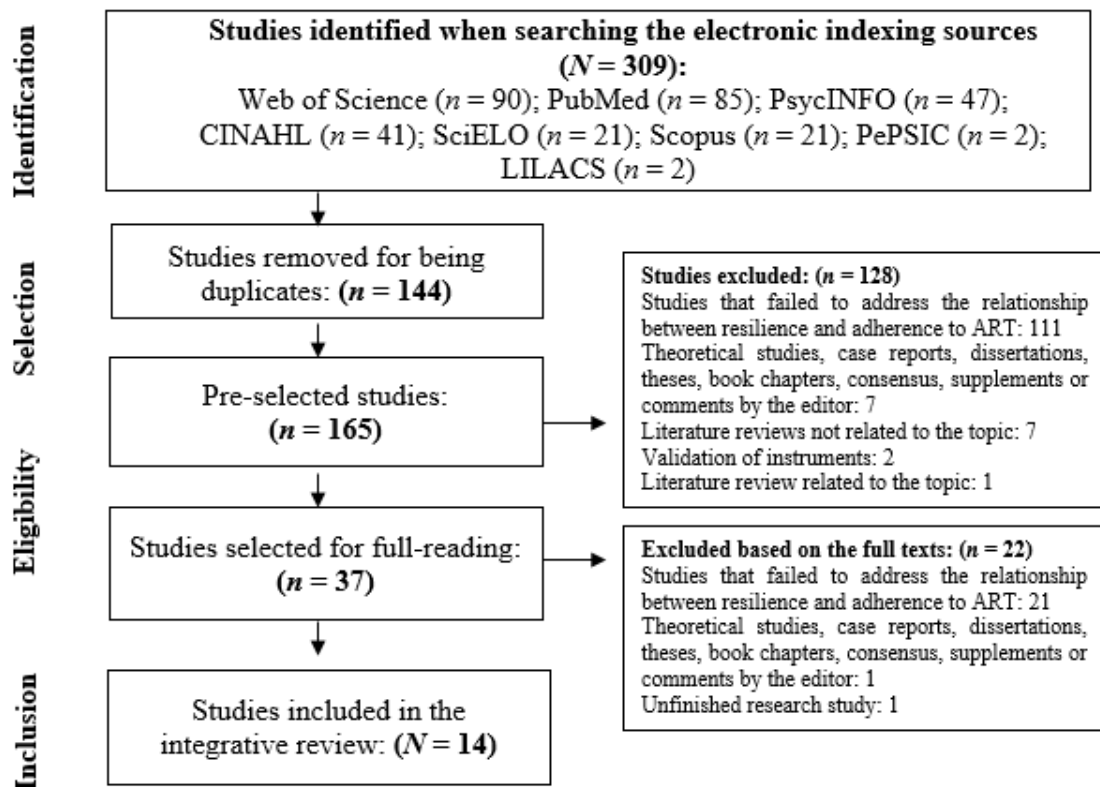 Identification
Studies identified when searching the electronic indexing sources
(N = 309):
Web of Science (n = 90); PubMed (n = 85); PsycINFO (n = 47);
CINAHL (n = 41); SciELO (n = 21); Scopus (n = 21); PePSIC (n = 2);
LILACS (n = 2)
Selection
Studies removed for being
duplicates: (n = 144)
Pre-selected studies:
(n = 165)
Studies excluded: (n = 128)
Studies that failed to address the relationship
between resilience and adherence to ART: 111
Theoretical studies, case reports, dissertations,
theses, book chapters, consensus, supplements or
comments by the editor: 7
Literature reviews not related to the topic: 7
Validation of instruments: 2
Literature review related to the topic: 1
Eligibility
Studies selected for full-reading:
(n = 37)
Excluded based on the full texts: (n = 22)
Studies that failed to address the relationship
between resilience and adherence to ART: 21
Theoretical studies, case reports, dissertations,
theses, book chapters, consensus, supplements or
comments by the editor: 1
Unfinished research study: 1
Inclusion
Studies included in the
integrative review: (N = 14)